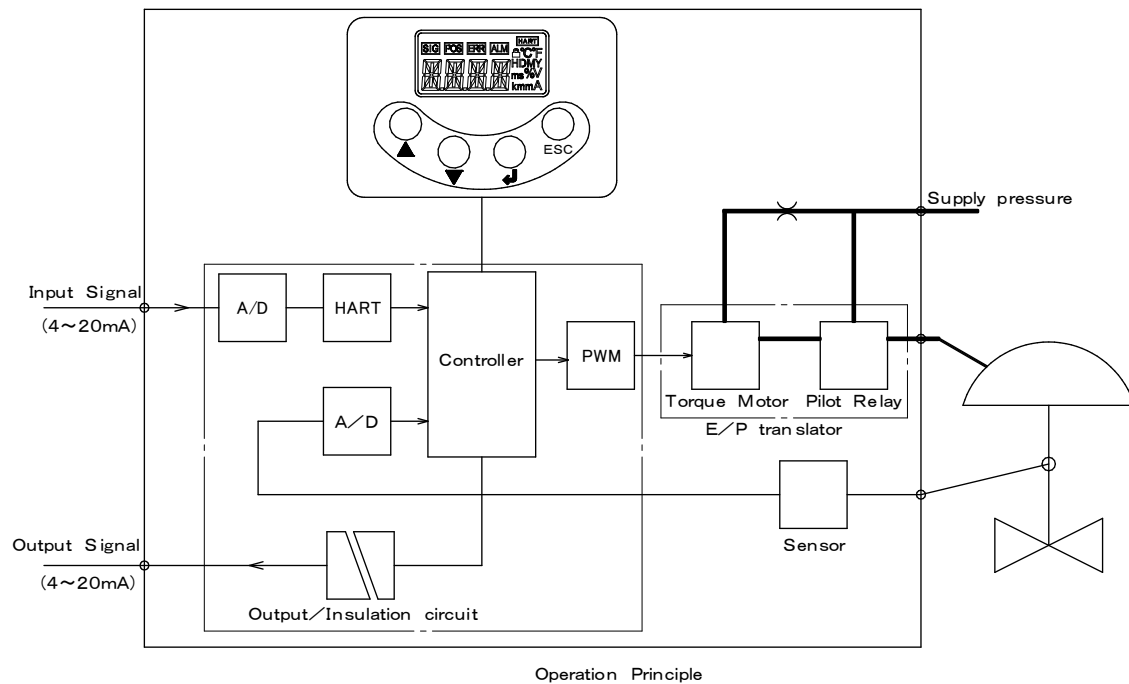 HART
SIG POS ERR ALM
°C°F
HDMY
ms%V
kmmA
ESC
Supply pressure
Input Signal
(4～20mA)
A/D
HART
Controller
PWM
A／D
Torque Motor
Pilot Relay
E／P translator
Sensor
Output Signal
(4～20mA)
Output／Insulation circuit
Operation Principle